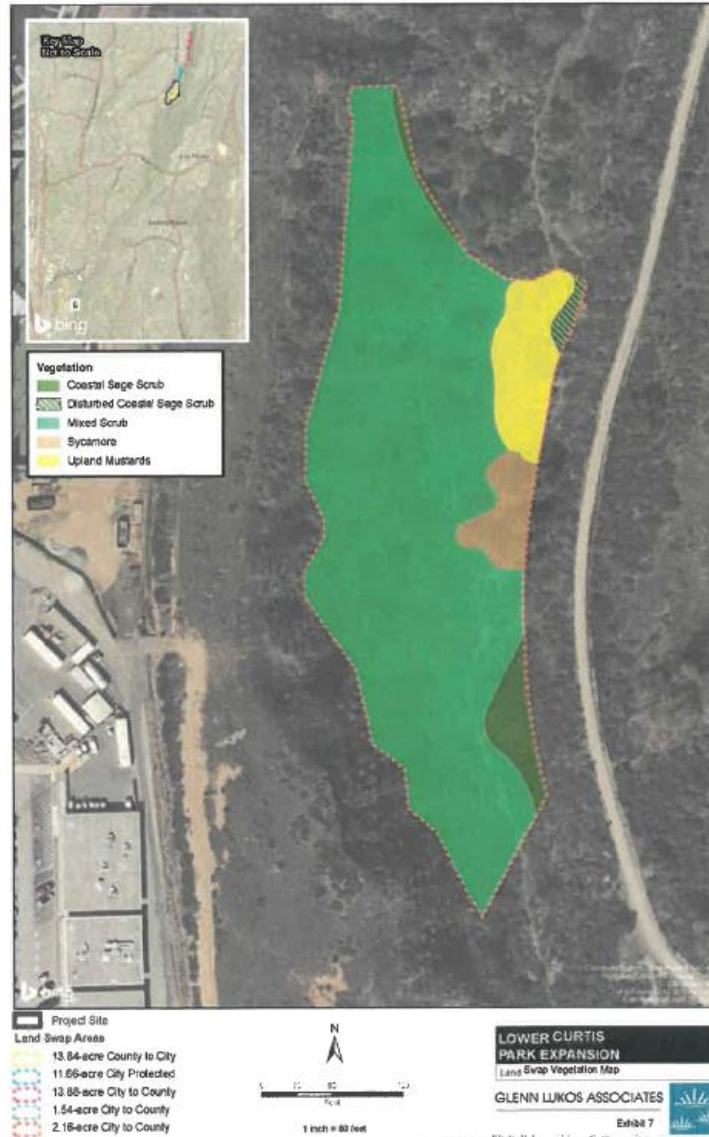 Key Map
Not to Scale
bing
Vegetation
Coastal Sage Scrub
Disturbed Coastal Sage Scrub
Mixed Scrub
Sycamore
Upland Mustards
bing
Project Site
Land Swap Areas
13.84-acre County to City
11.66-acre City Protected
13.88-acre City to County
1.54-acre City to County
2.16-acre City to County
N
Feet
1 inch = 80 feet
LOWER CURTIS
PARK EXPANSION
Land Swap Vegetation Map
GLENN LUKOS ASSOCIATES
Exhibit 7